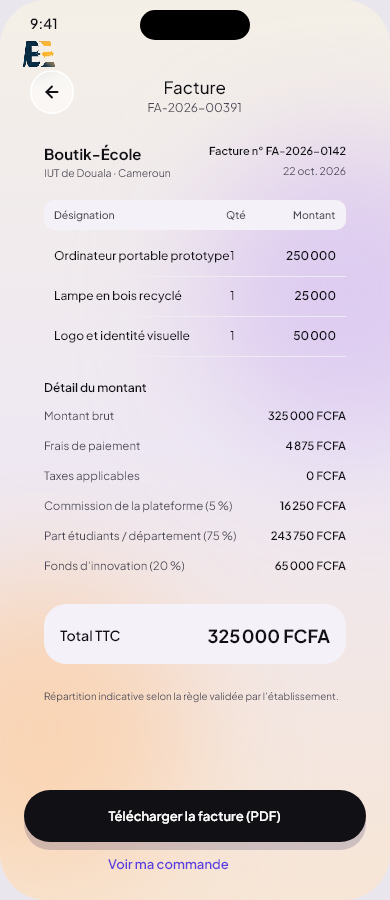 9:41
Facture
FA-2026-00391
Boutik-École
Facture n° FA-2026-0142
IUT de Douala · Cameroun
22 oct. 2026
Désignation Qté Montant
Ordinateur portable prototype 1 250 000
Lampe en bois recyclé 1 25 000
Logo et identité visuelle 1 50 000
Détail du montant
Montant brut 325 000 FCFA
Frais de paiement 4 875 FCFA
Taxes applicables 0 FCFA
Commission de la plateforme (5 %) 16 250 FCFA
Part étudiants / département (75 %) 243 750 FCFA
Fonds d'innovation (20 %) 65 000 FCFA
Total TTC 325 000 FCFA
Répartition indicative selon la règle validée par l'établissement.
Télécharger la facture (PDF)
Voir ma commande